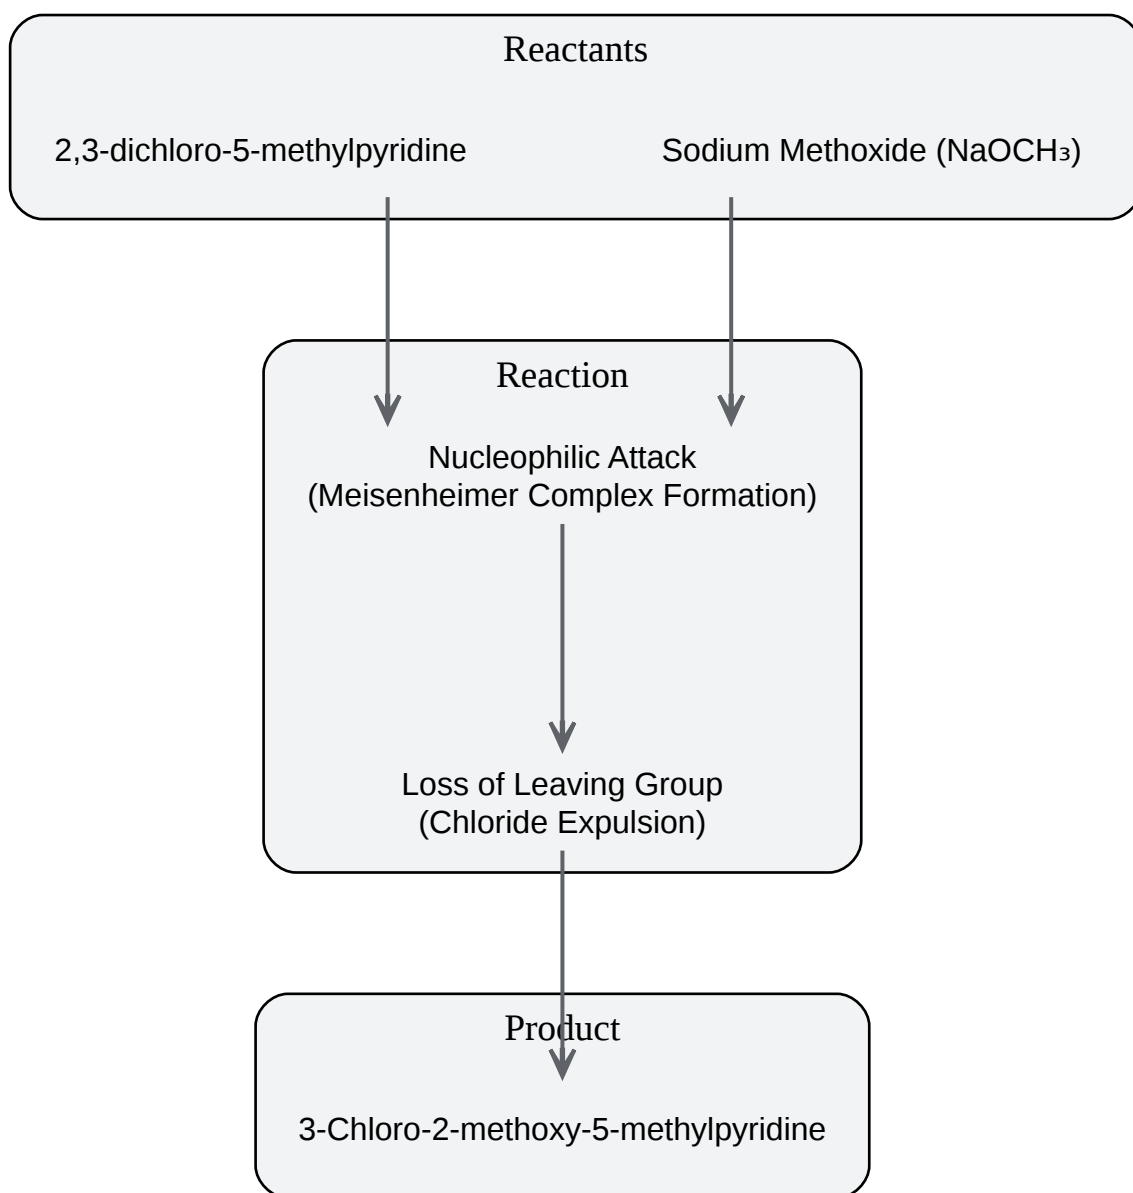 Reactants
2,3-dichloro-5-methylpyridine
Sodium Methoxide (NaOCH₃)
Reaction
Nucleophilic Attack
(Meisenheimer Complex Formation)
Loss of Leaving Group
(Chloride Expulsion)
Product
3-Chloro-2-methoxy-5-methylpyridine